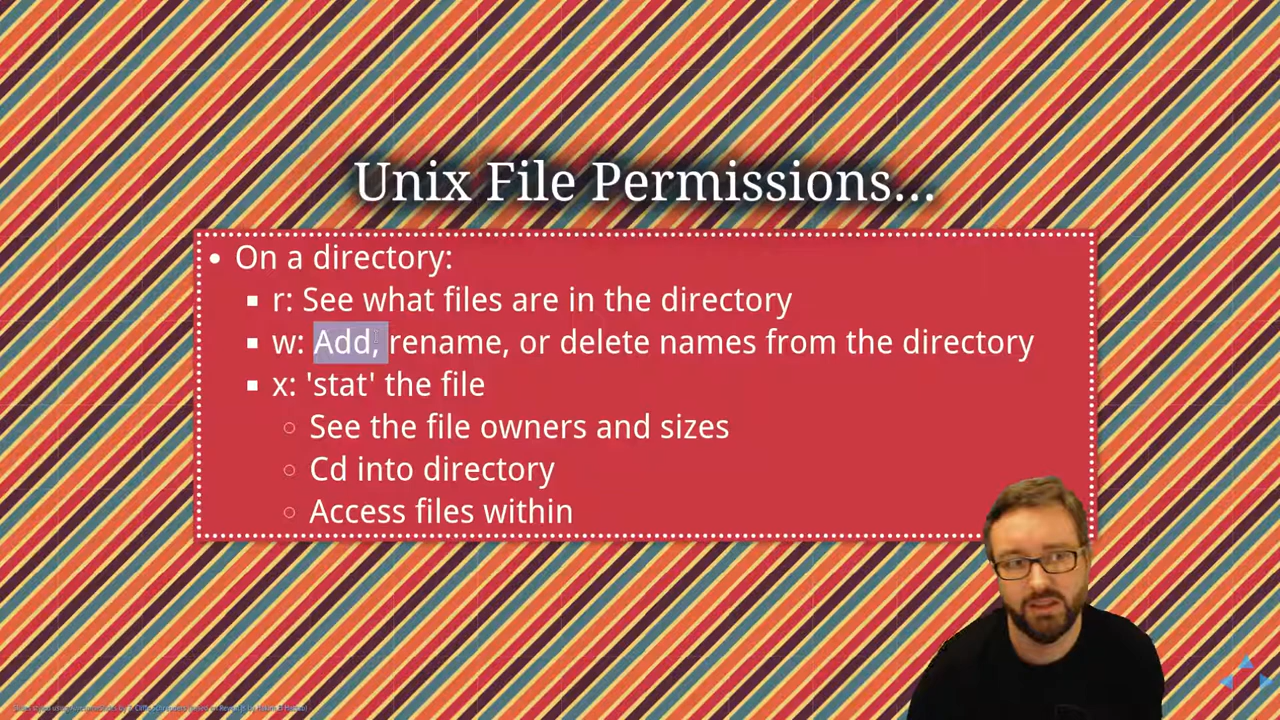 Unix File Permissions...
On a directory:
r: See what files are in the directory
w: Add, rename, or delete names from the directory
x: 'stat' the file
See the file owners and sizes
Cd into directory
Access files within